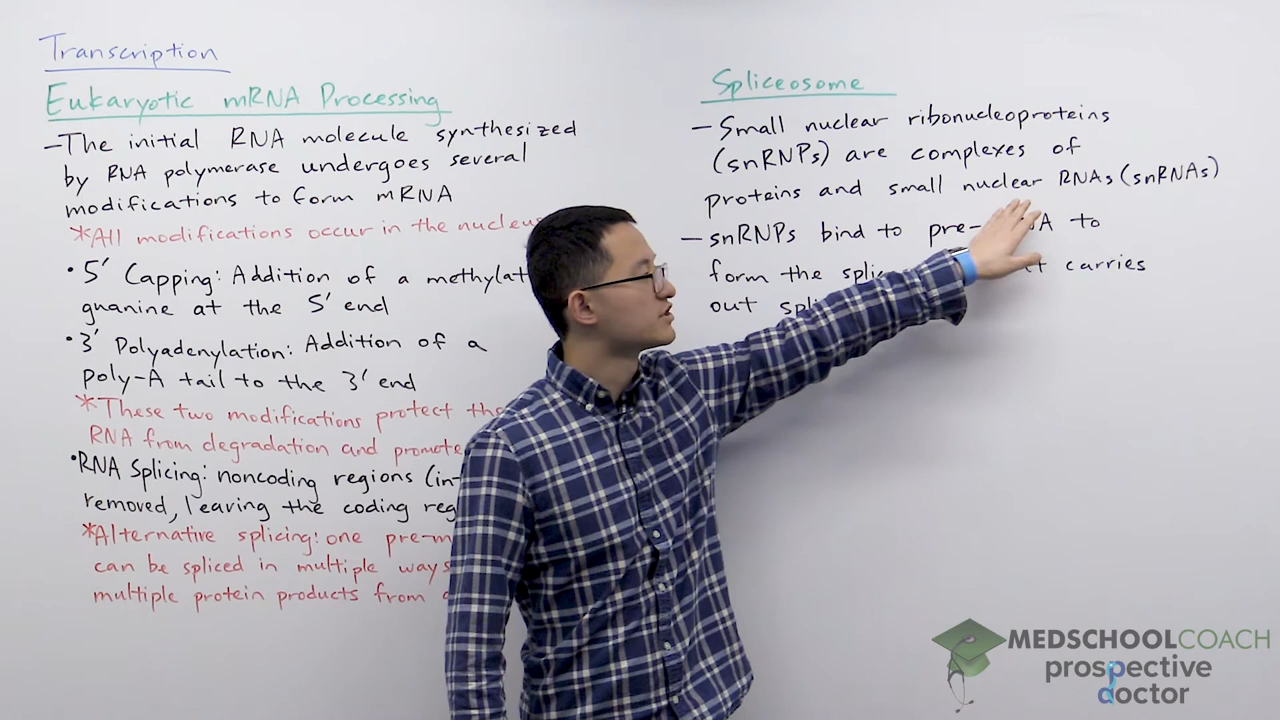 Transcription
Eukaryotic mRNA Processing
-The initial RNA molecule synthesized
by RNA polymerase undergoes several
modifications to form mRNA
*All modifications occur in the nucleus
• 5' Capping: Addition of a methylat
gnanine at the 5' end
• 3' Polyadenylation: Addition of a
poly-A tail to the 3' end
*These two modifications protect the
RNA from degradation and promote
•RNA Splicing: noncoding regions (in-
removed, leaving the coding reg
*Alternative splicing: one pre-m
can be spliced in multiple ways
multiple protein products from
Spliceosome
- Small nuclear ribonucleoproteins
(snRNPs) are complexes of
proteins and small nuclear RNAs (snRNAs)
- snRNPs bind to pre- A to
form the splic carries
out spl
MEDSCHOOLCOACH
prospective
doctor